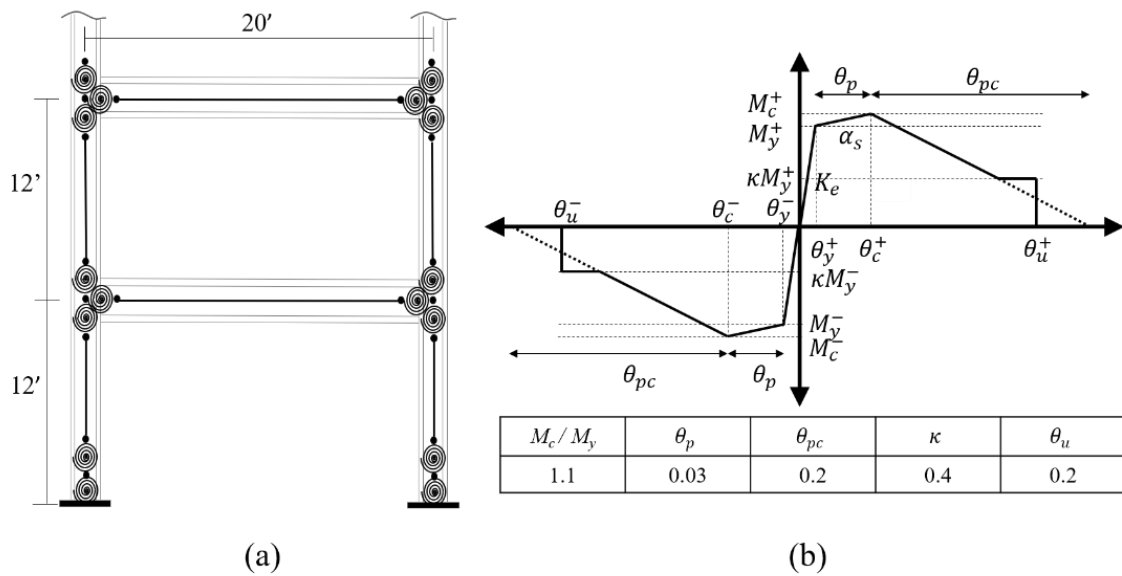 20'
12'
12'
(a)
θp θpc
Mc+
My+
αs
κMy+ Ke
θu− θc− θy−
θy+ θc+ θu+
κMy−
My−
Mc−
θpc θp
Mc / My θp θpc κ θu
1.1 0.03 0.2 0.4 0.2
(b)